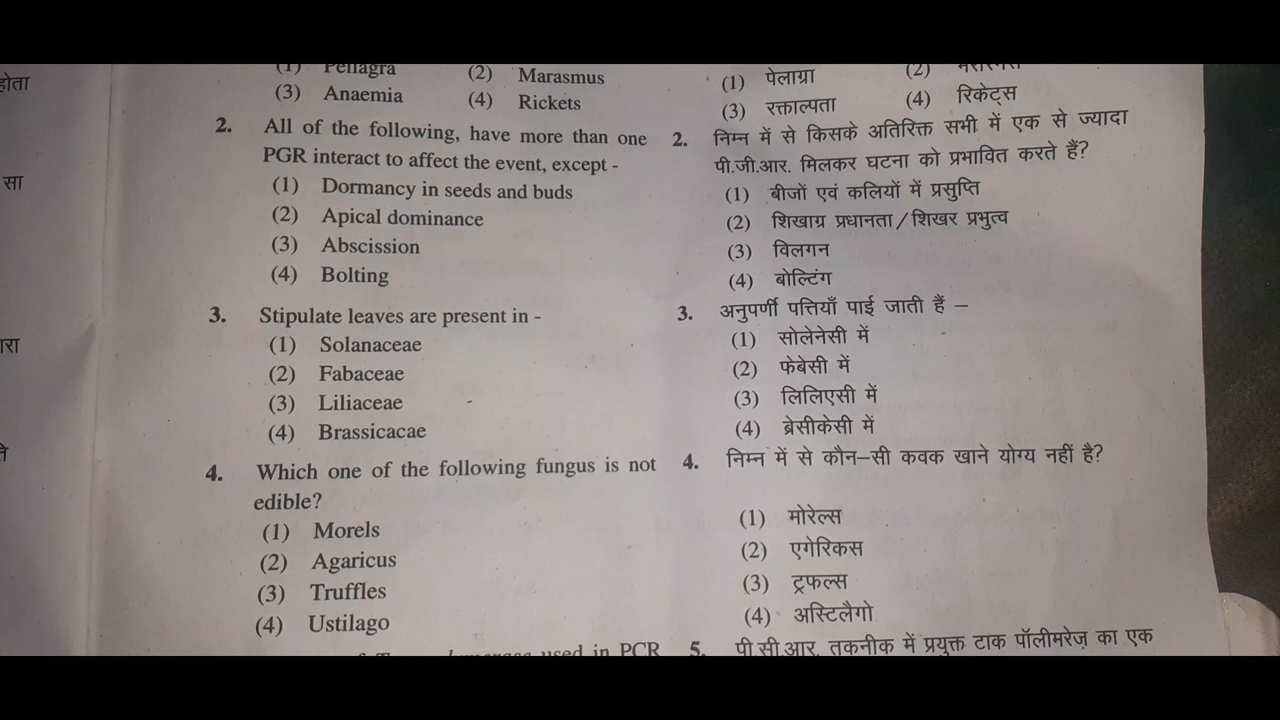 होता
सा
ारा
(1) Pellagra (2) Marasmus
(3) Anaemia (4) Rickets
2. All of the following, have more than one
PGR interact to affect the event, except -
(1) Dormancy in seeds and buds
(2) Apical dominance
(3) Abscission
(4) Bolting
3. Stipulate leaves are present in -
(1) Solanaceae
(2) Fabaceae
(3) Liliaceae
(4) Brassicacae
4. Which one of the following fungus is not
edible?
(1) Morels
(2) Agaricus
(3) Truffles
(4) Ustilago
used in PCR
(1) पेलाग्रा (2)
(3) रक्ताल्पता (4) रिकेट्स
2. निम्न में से किसके अतिरिक्त सभी में एक से ज्यादा
पी.जी.आर. मिलकर घटना को प्रभावित करते हैं?
(1) बीजों एवं कलियों में प्रसुप्ति
(2) शिखाग्र प्रधानता/शिखर प्रभुत्व
(3) विलगन
(4) बोल्टिंग
3. अनुपर्णी पत्तियाँ पाई जाती हैं –
(1) सोलेनेसी में
(2) फेबेसी में
(3) लिलिएसी में
(4) ब्रेसीकेसी में
4. निम्न में से कौन–सी कवक खाने योग्य नहीं है?
(1) मोरेल्स
(2) एगेरिकस
(3) ट्रफल्स
(4) अस्टिलैगो
5. पी.सी.आर. तकनीक में प्रयुक्त टाक पॉलीमरेज़ का एक